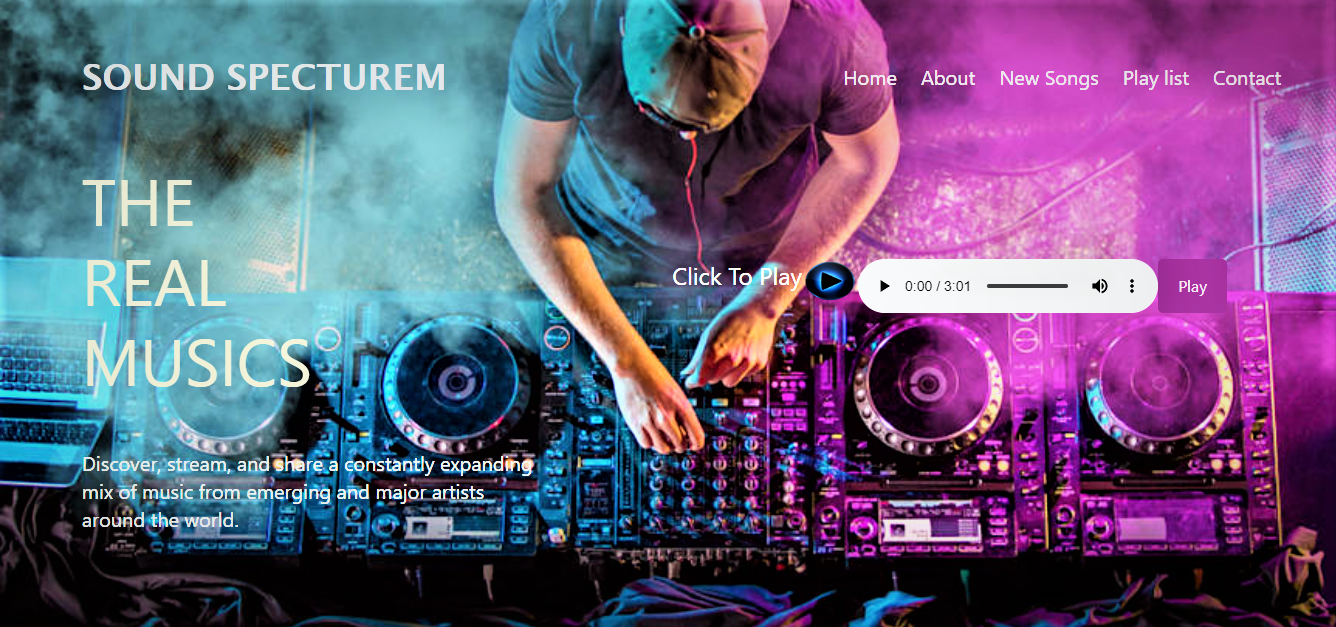 SOUND SPECTUREM
Home About New Songs Play list Contact
THE
REAL
MUSICS
Click To Play
0:00 / 3:01
Play
Discover, stream, and share a constantly expanding
mix of music from emerging and major artists
around the world.